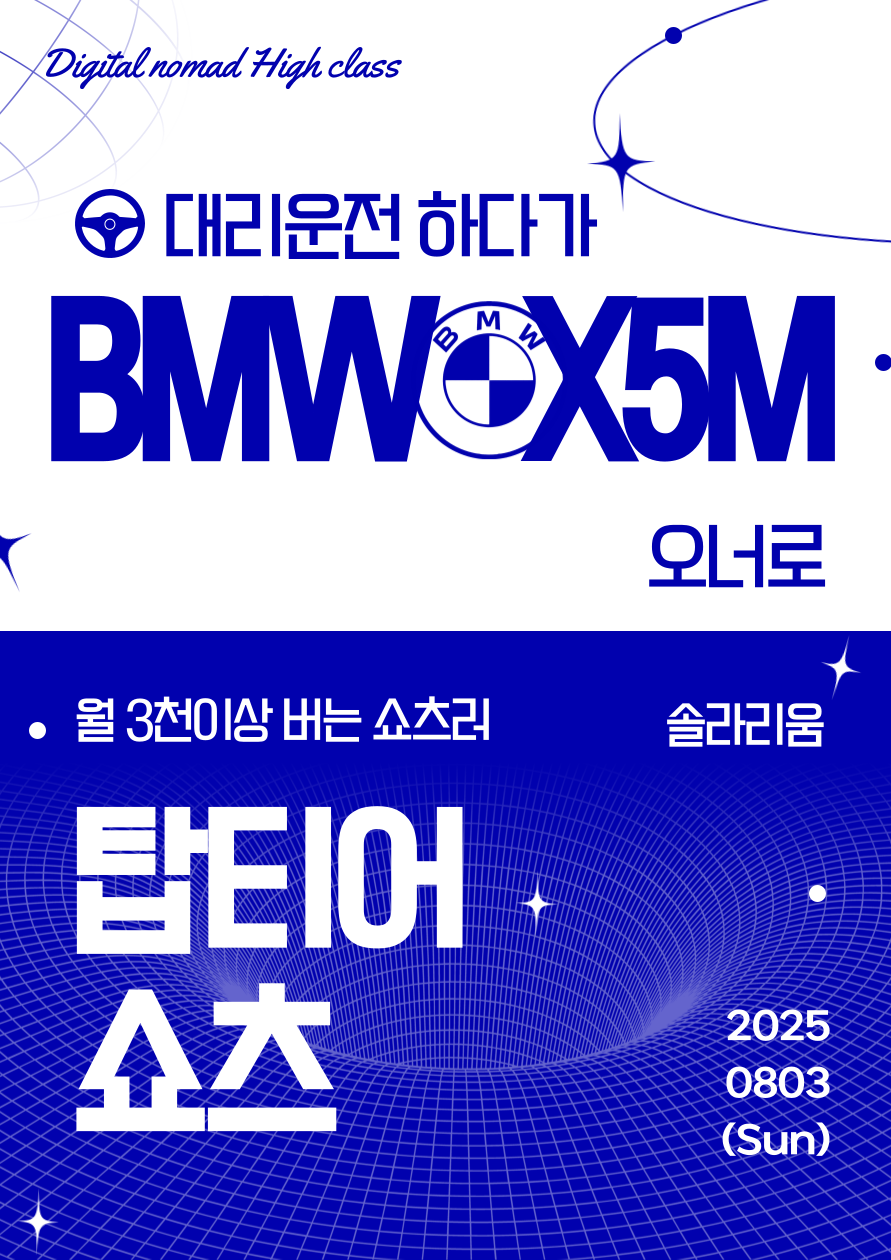 Digital nomad High class
대리운전 하다가
BMW X5M
BMW
오너로
월 3천이상 버는 쇼츠러
솔라리움
탑티어
쇼츠
2025
0803
(Sun)